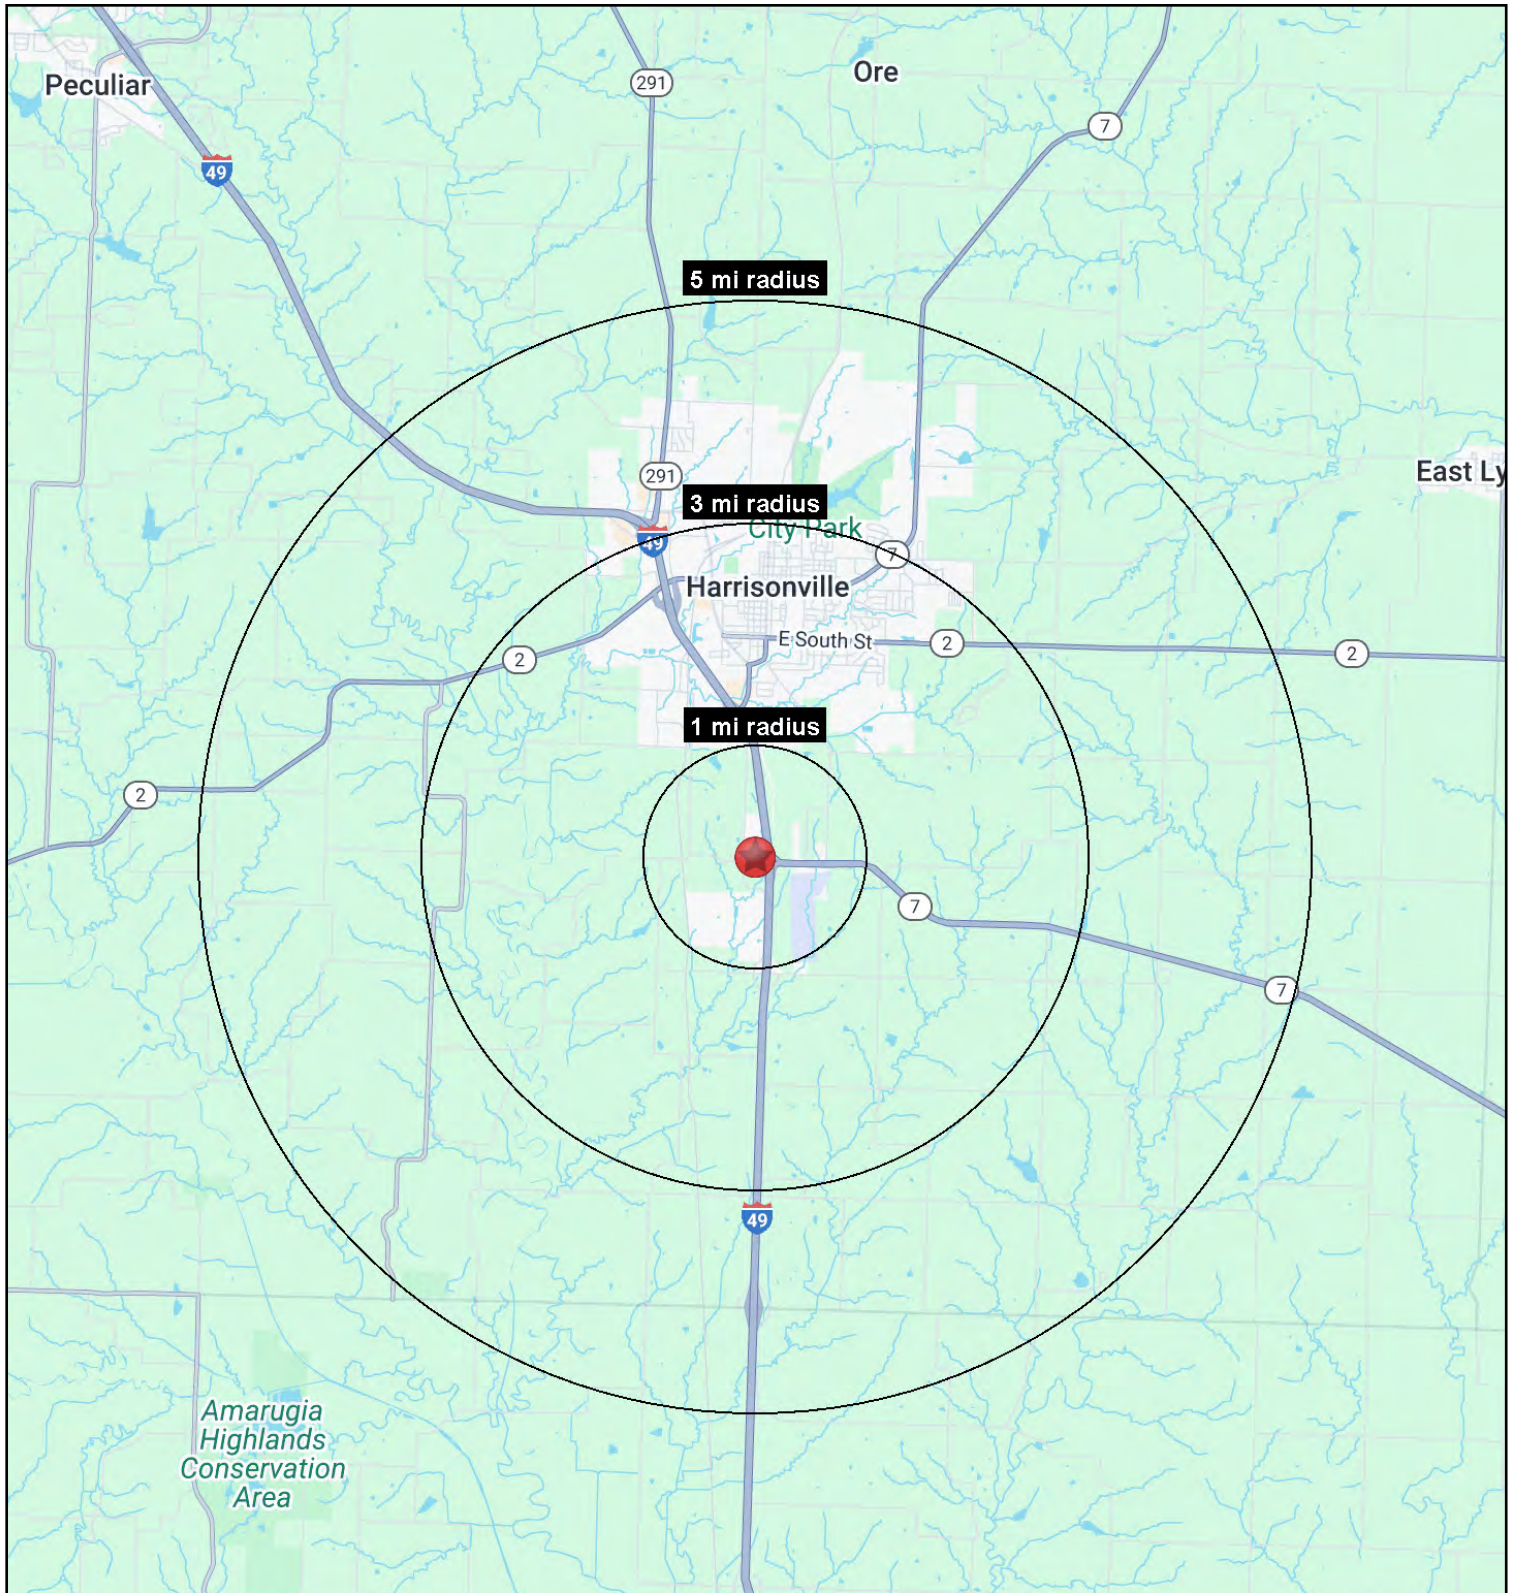 Peculiar
291
Ore
7
49
5 mi radius
291
East Ly
3 mi radius
City Park
49
7
Harrisonville
E South St
2
2
2
1 mi radius
2
7
7
49
Amarugia
Highlands
Conservation
Area